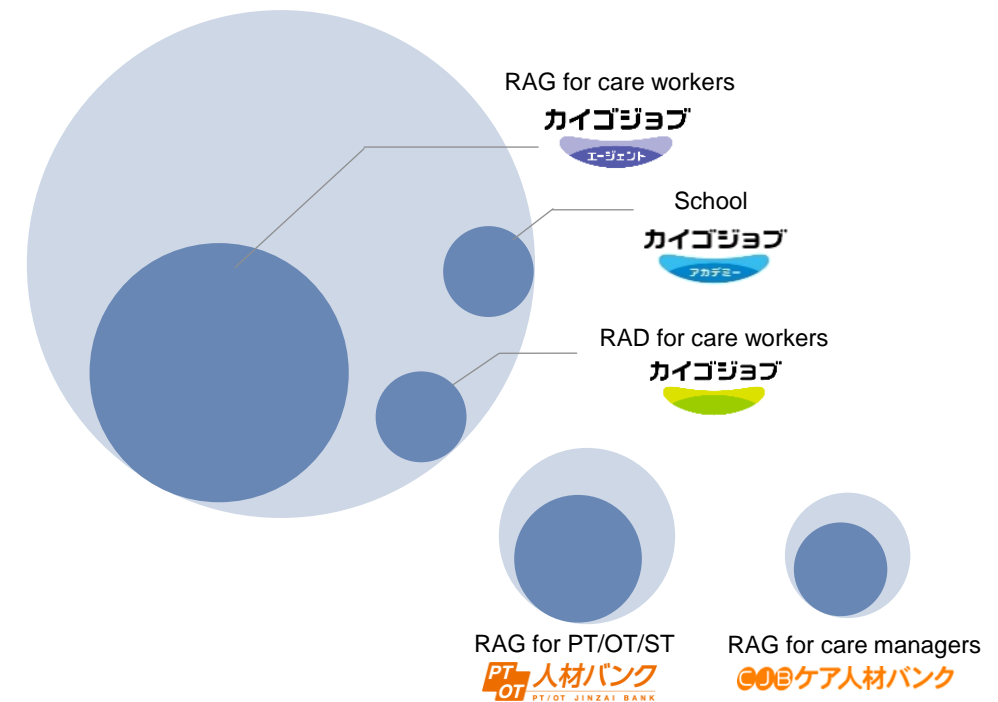 RAG for care workers
カイゴジョブ
エージェント
School
カイゴジョブ
アカデミー
RAD for care workers
カイゴジョブ
RAG for PT/OT/ST
PT OT 人材バンク
PT/OT JINZAI BANK
RAG for care managers
CJBケア人材バンク